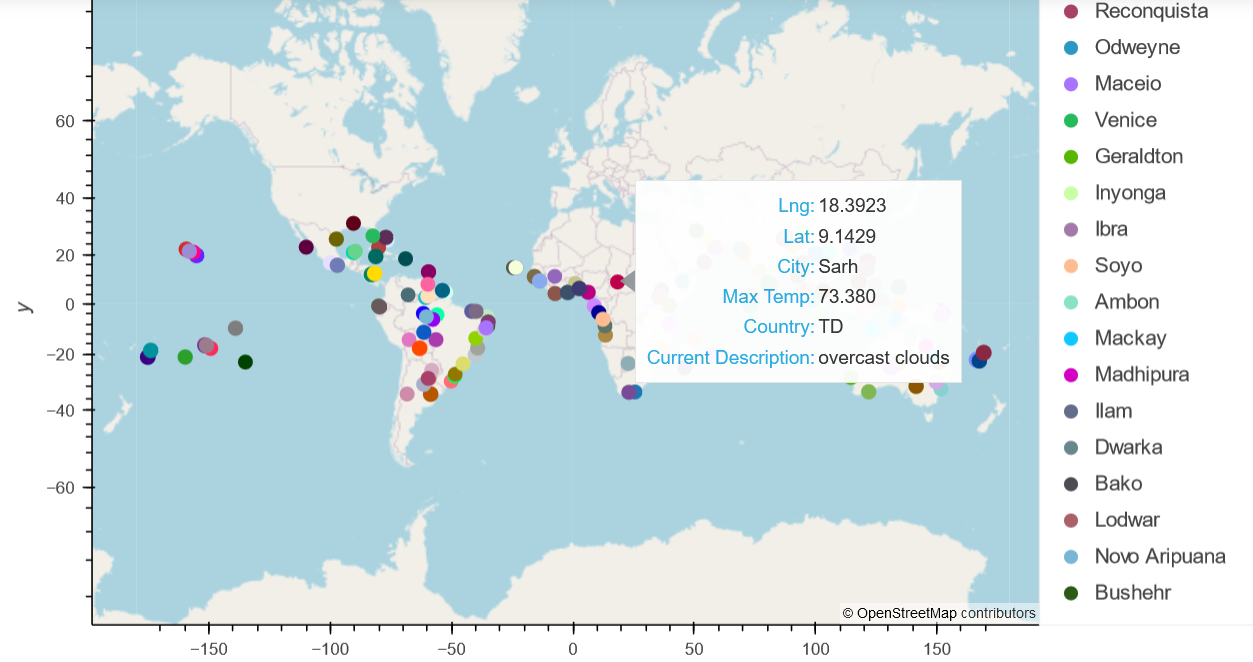 Reconquista
Odweyne
Maceio
Venice
Geraldton
Inyonga
Ibra
Soyo
Ambon
Mackay
Madhipura
Ilam
Dwarka
Bako
Lodwar
Novo Aripuana
Bushehr
60
40
20
0
−20
−40
−60
y
Lng: 18.3923
Lat: 9.1429
City: Sarh
Max Temp: 73.380
Country: TD
Current Description: overcast clouds
© OpenStreetMap contributors
−150 −100 −50 0 50 100 150